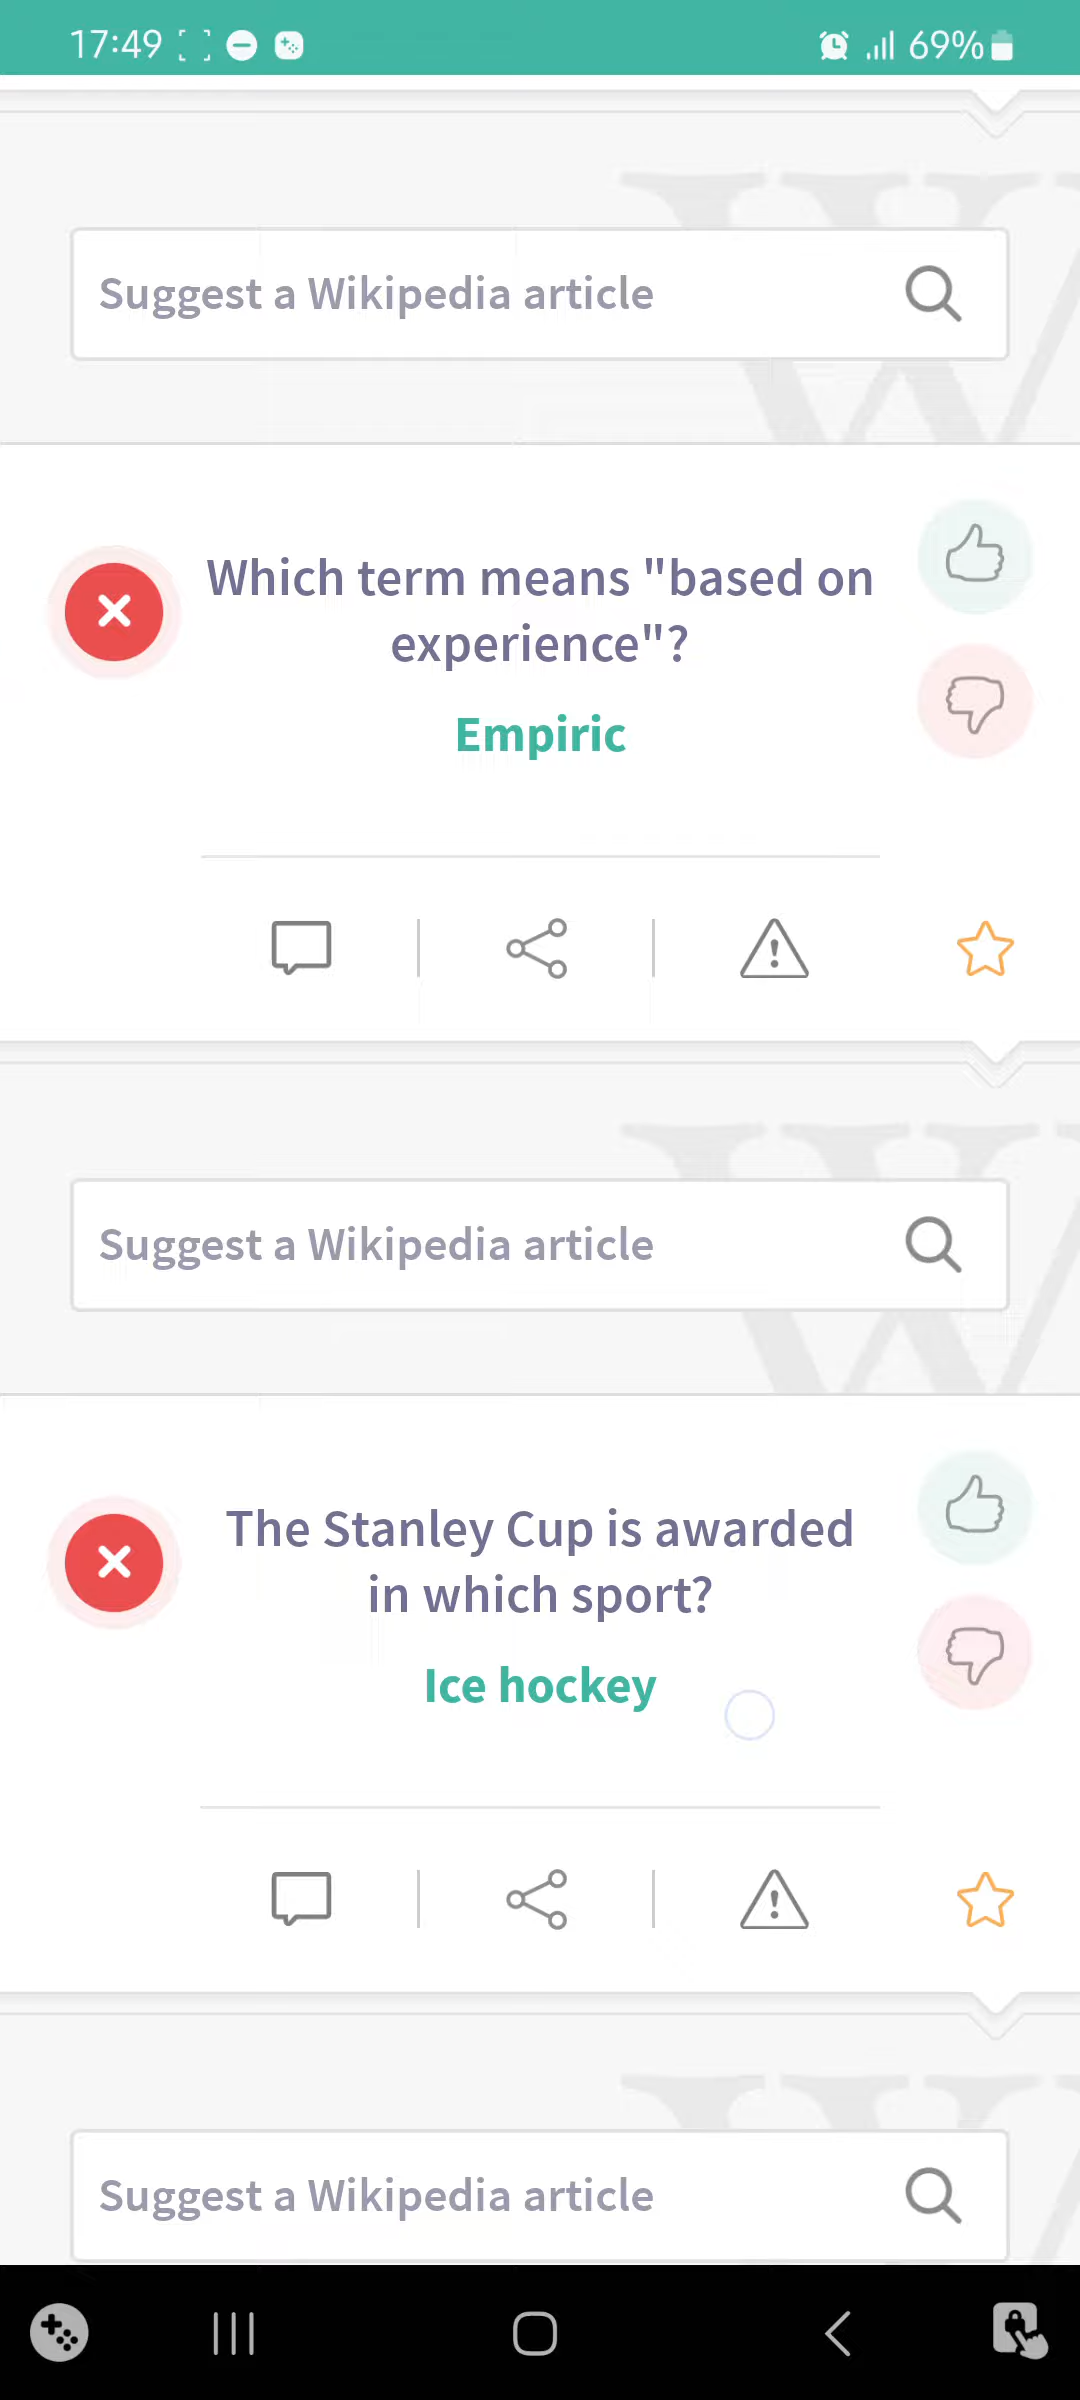 17:49
69%
Suggest a Wikipedia article
Which term means "based on
experience"?
Empiric
Suggest a Wikipedia article
The Stanley Cup is awarded
in which sport?
Ice hockey
Suggest a Wikipedia article